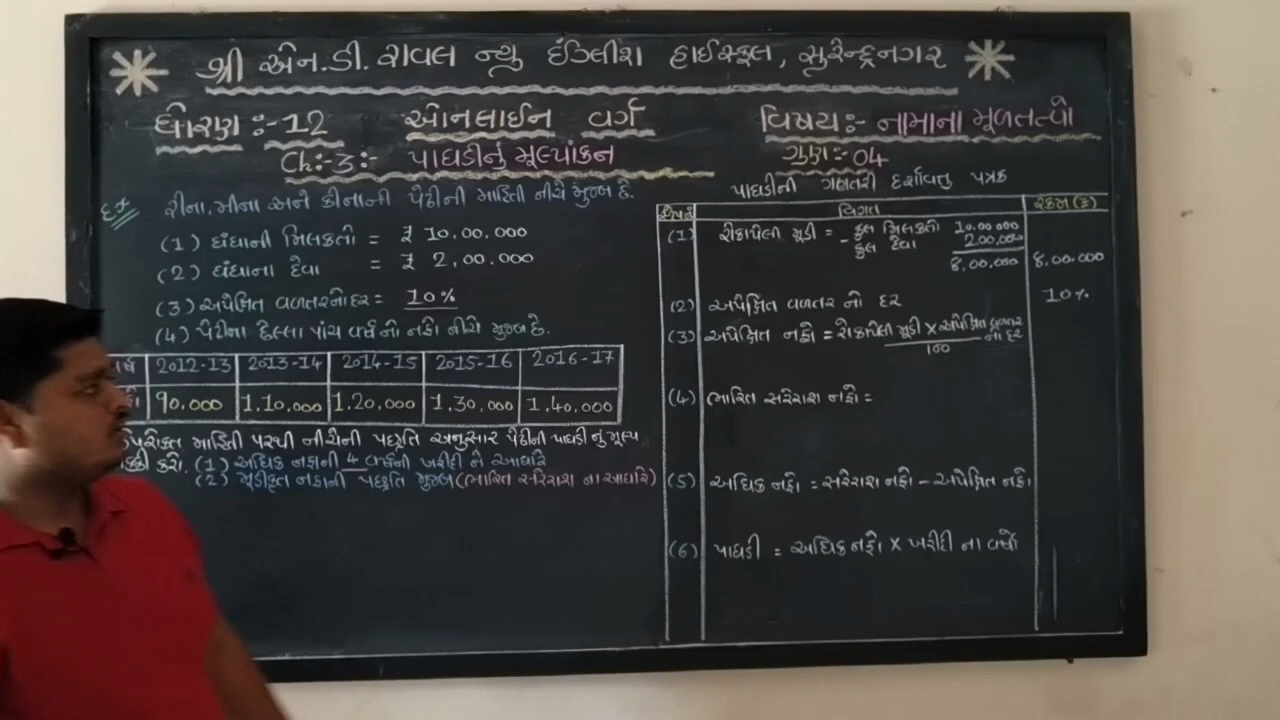 શ્રી એન.ડી. રાવલ ન્યુ ઇંગ્લીશ હાઈસ્કૂલ, સુરેન્દ્રનગર
ધોરણ :- 12 ઓનલાઈન વર્ગ વિષય:- નામાના મૂળતત્વો
Ch:- 3:- પાઘડીનું મૂલ્યાંકન ગુણ:- 04
દા.ત રીના, મીના અને કીનાની પેઢીની માહિતી નીચે મુજબ છે.
(1) ધંધાની મિલકતો = ₹ 10,00,000
(2) ધંધાના દેવા = ₹ 2,00,000
(3) અપેક્ષિત વળતરનો દર = 10%
(4) પેઢીના છેલ્લા પાંચ વર્ષ નો નફો નીચે મુજબ છે.
વર્ષ 2012-13 2013-14 2014-15 2015-16 2016-17
નફો 90,000 1,10,000 1,20,000 1,30,000 1,40,000
ઉપરોક્ત માહિતી પરથી નીચેની પદ્ધતિ અનુસાર પેઢીની પાઘડી નું મૂલ્ય
નક્કી કરો. (1) અધિક નફાની 4 વર્ષની ખરીદી ને આધારે
(2) મૂડીકૃત નફાની પદ્ધતિ મુજબ (ભારિત સરેરાશ ના આધારે)
પાઘડીની ગણતરી દર્શાવતુ પત્રક
વિગત રકમ (₹)
(1) રોકાયેલી મૂડી = કુલ મિલકતો 10,00,000
- કુલ દેવા 2,00,000
8,00,000 8,00,000
(2) અપેક્ષિત વળતર નો દર 10%
(3) અપેક્ષિત નફો = રોકાયેલી મૂડી × અપેક્ષિત વળતર નો દર
100
(4) ભારિત સરેરાશ નફો =
(5) અધિક નફો = સરેરાશ નફો - અપેક્ષિત નફો
(6) પાઘડી = અધિક નફો × ખરીદી ના વર્ષો